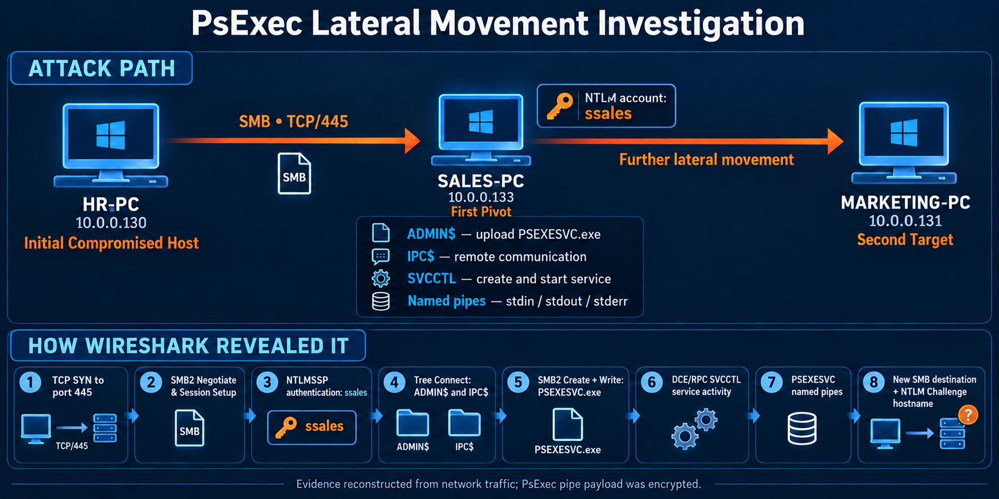 PsExec Lateral Movement Investigation
ATTACK PATH
SMB • TCP/445
SMB
HR-PC
10.0.0.130
Initial Compromised Host
NTLM account:
ssales
SALES-PC
10.0.0.133
First Pivot
Further lateral movement
MARKETING-PC
10.0.0.131
Second Target
ADMIN$ — upload PSEXESVC.exe
IPC$ — remote communication
SVCCTL — create and start service
Named pipes — stdin / stdout / stderr
HOW WIRESHARK REVEALED IT
1
TCP SYN to
port 445
TCP/445
2
SMB2 Negotiate
& Session Setup
SMB
3
NTLMSSP
authentication: ssales
ssales
4
Tree Connect:
ADMIN$ and IPC$
ADMIN$
IPC$
5
SMB2 Create + Write:
PSEXESVC.exe
PSEXESVC.exe
6
DCE/RPC SVCCTL
service activity
7
PSEXESVC
named pipes
8
New SMB destination
+ NTLM Challenge
hostname
?
Evidence reconstructed from network traffic; PsExec pipe payload was encrypted.